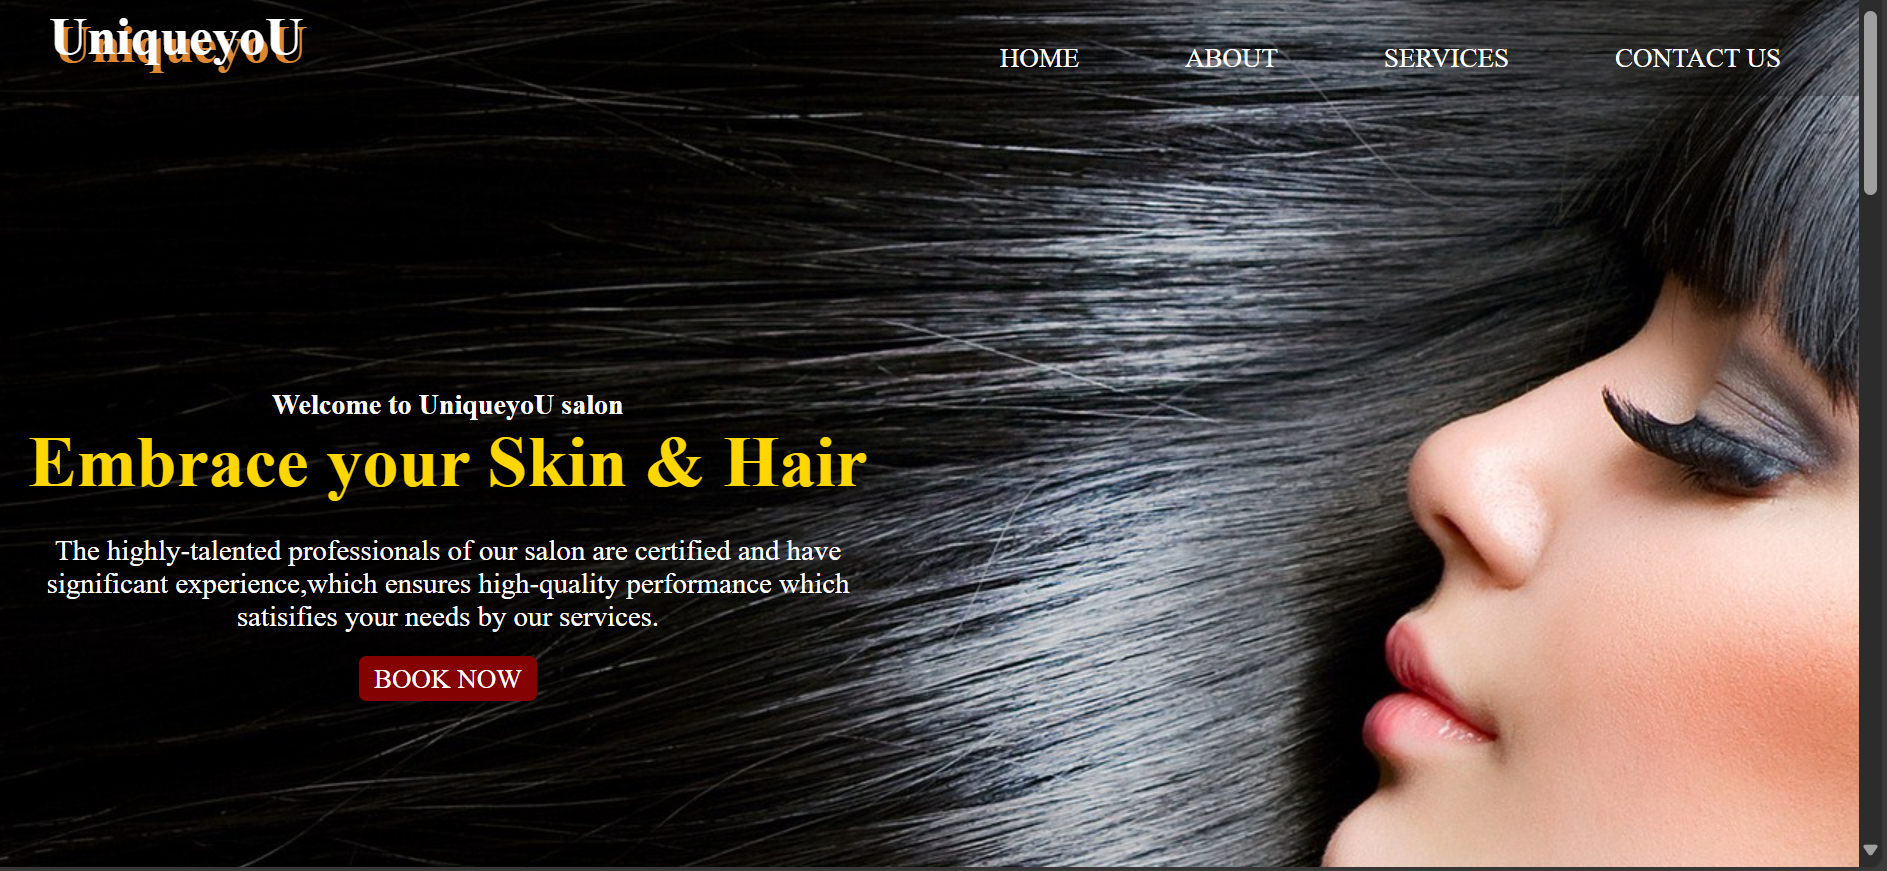 UniqueyoU
HOME ABOUT SERVICES CONTACT US
Welcome to UniqueyoU salon
Embrace your Skin & Hair
The highly-talented professionals of our salon are certified and have
significant experience,which ensures high-quality performance which
satisifies your needs by our services.
BOOK NOW